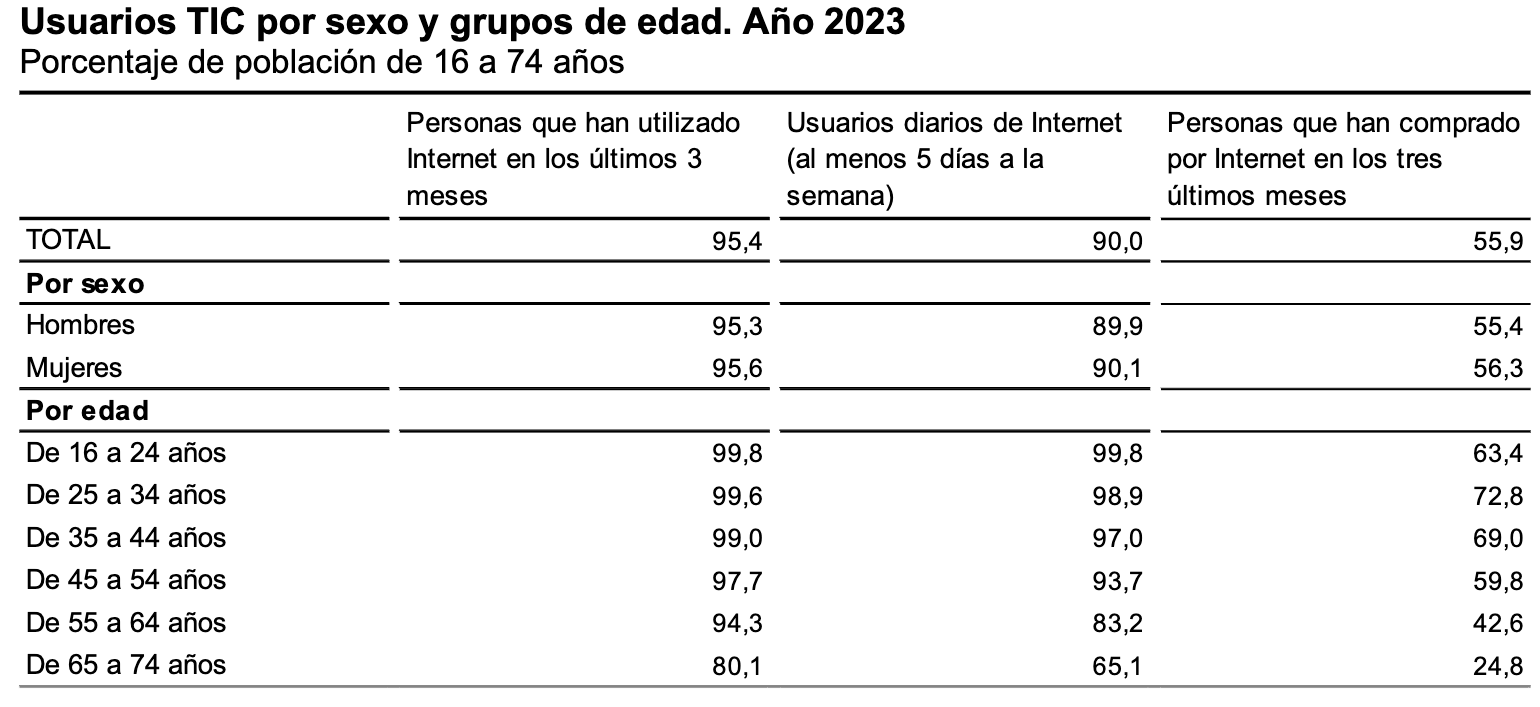 Usuarios TIC por sexo y grupos de edad. Año 2023
Porcentaje de población de 16 a 74 años
Personas que han utilizado Internet en los últimos 3 meses Usuarios diarios de Internet (al menos 5 días a la semana) Personas que han comprado por Internet en los tres últimos meses
TOTAL 95,4 90,0 55,9
Por sexo
Hombres 95,3 89,9 55,4
Mujeres 95,6 90,1 56,3
Por edad
De 16 a 24 años 99,8 99,8 63,4
De 25 a 34 años 99,6 98,9 72,8
De 35 a 44 años 99,0 97,0 69,0
De 45 a 54 años 97,7 93,7 59,8
De 55 a 64 años 94,3 83,2 42,6
De 65 a 74 años 80,1 65,1 24,8